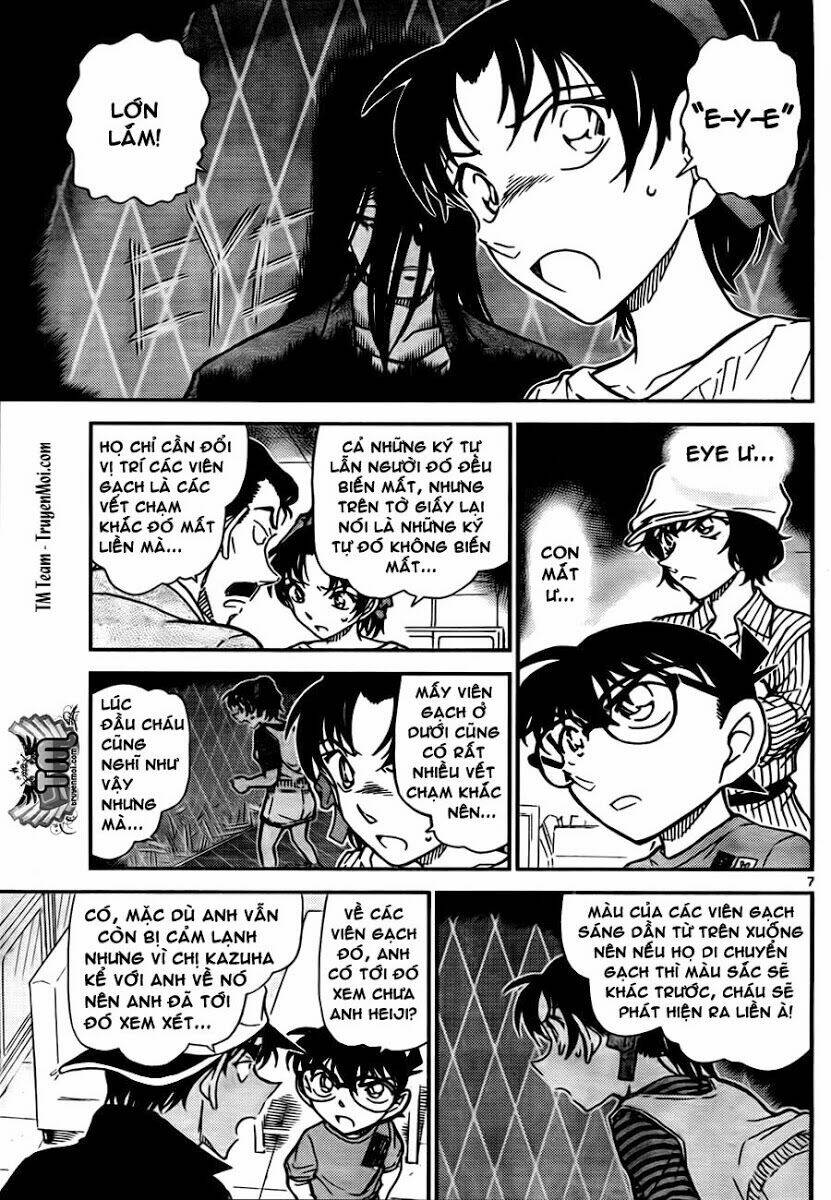 "E-Y-E"
LỚN
LẮM!
EYE
EYE Ư...
CON
MẮT
Ư...
CẢ NHỮNG KÝ TỰ
LẪN NGƯỜI ĐÓ ĐỀU
BIẾN MẤT, NHƯNG
TRÊN TỜ GIẤY LẠI
NÓI LÀ NHỮNG KÝ
TỰ ĐÓ KHÔNG BIẾN
MẤT...
HỌ CHỈ CẦN ĐỔI
VỊ TRÍ CÁC VIÊN
GẠCH LÀ CÁC
VẾT CHẠM
KHẮC ĐÓ MẤT
LIỀN MÀ...
MẤY VIÊN
GẠCH Ở
DƯỚI CŨNG
CÓ RẤT
NHIỀU VẾT
CHẠM KHẮC
NÊN...
LÚC
ĐẦU CHÁU
CŨNG
NGHĨ NHƯ
VẬY
NHƯNG
MÀ...
7
MÀU CỦA CÁC VIÊN GẠCH
SÁNG DẦN TỪ TRÊN XUỐNG
NÊN NẾU HỌ DI CHUYỂN
GẠCH THÌ MÀU SẮC SẼ
KHÁC TRƯỚC, CHÁU SẼ
PHÁT HIỆN RA LIỀN À!
VỀ CÁC
VIÊN GẠCH
ĐÓ, ANH
CÓ TỚI ĐÓ
XEM CHƯA
ANH HEIJI?
CÓ, MẶC DÙ ANH VẪN
CÒN BỊ CẢM LẠNH
NHƯNG VÌ CHỊ KAZUHA
KỂ VỚI ANH VỀ NÓ
NÊN ANH ĐÃ TỚI
ĐÓ XEM XÉT...
TM Team - TruyenMoi.com
TM
truyenmoi.com